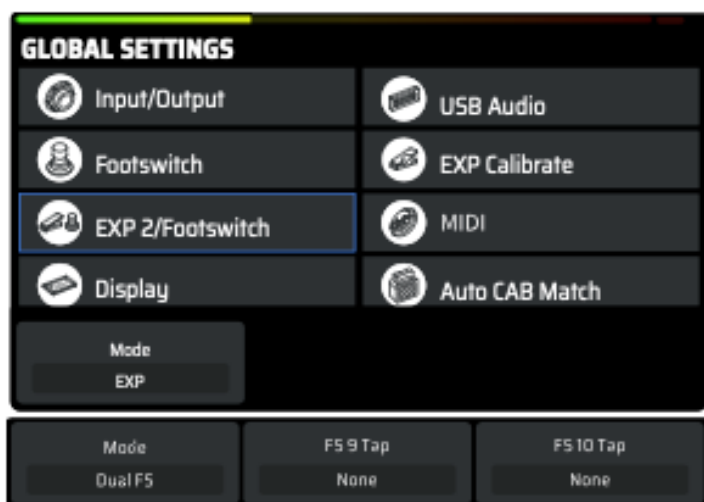 GLOBAL SETTINGS
Input/Output
USB Audio
Footswitch
EXP Calibrate
EXP 2/Footswitch
MIDI
Display
Auto CAB Match
Mode
EXP
Mode
FS 9 Tap
FS 10 Tap
Dual FS
None
None